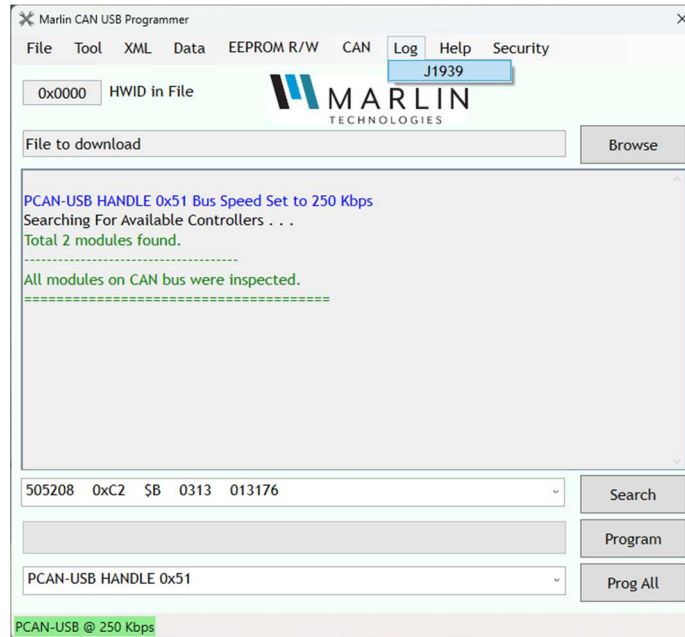 Marlin CAN USB Programmer
File Tool XML Data EEPROM R/W CAN Log Help Security
J1939
0x0000 HWID in File
MARLIN
TECHNOLOGIES
File to download
Browse
PCAN-USB HANDLE 0x51 Bus Speed Set to 250 Kbps
Searching For Available Controllers . . .
Total 2 modules found.
--------------------------------------
All modules on CAN bus were inspected.
======================================
505208 0xC2 $B 0313 013176
Search
Program
PCAN-USB HANDLE 0x51
Prog All
PCAN-USB @ 250 Kbps